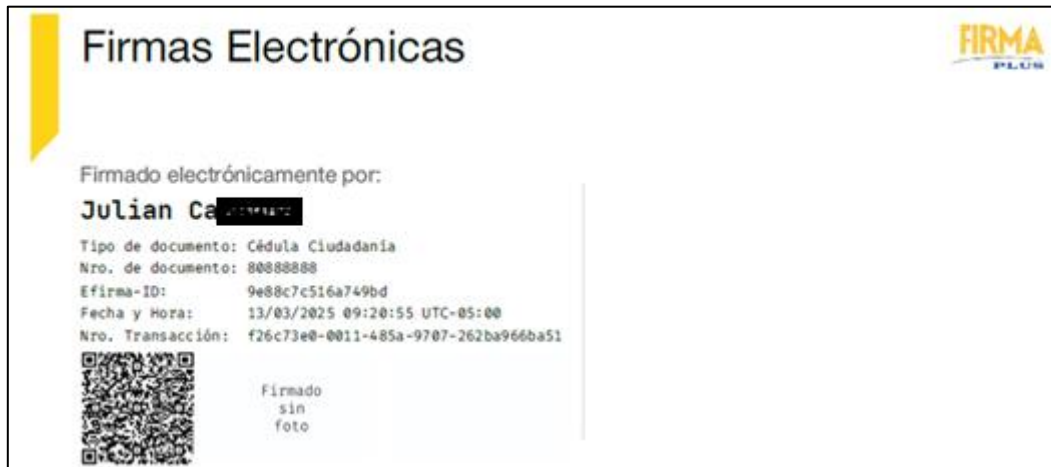 Firmas Electrónicas
FIRMA
PLUS
Firmado electrónicamente por:
Julian Ca
Tipo de documento: Cédula Ciudadanía
Nro. de documento: 80888888
Efirma-ID: 9e88c7c516a749bd
Fecha y Hora: 13/03/2025 09:20:55 UTC-05:00
Nro. Transacción: f26c73e0-0011-485a-9707-262ba966ba51
Firmado
sin
foto